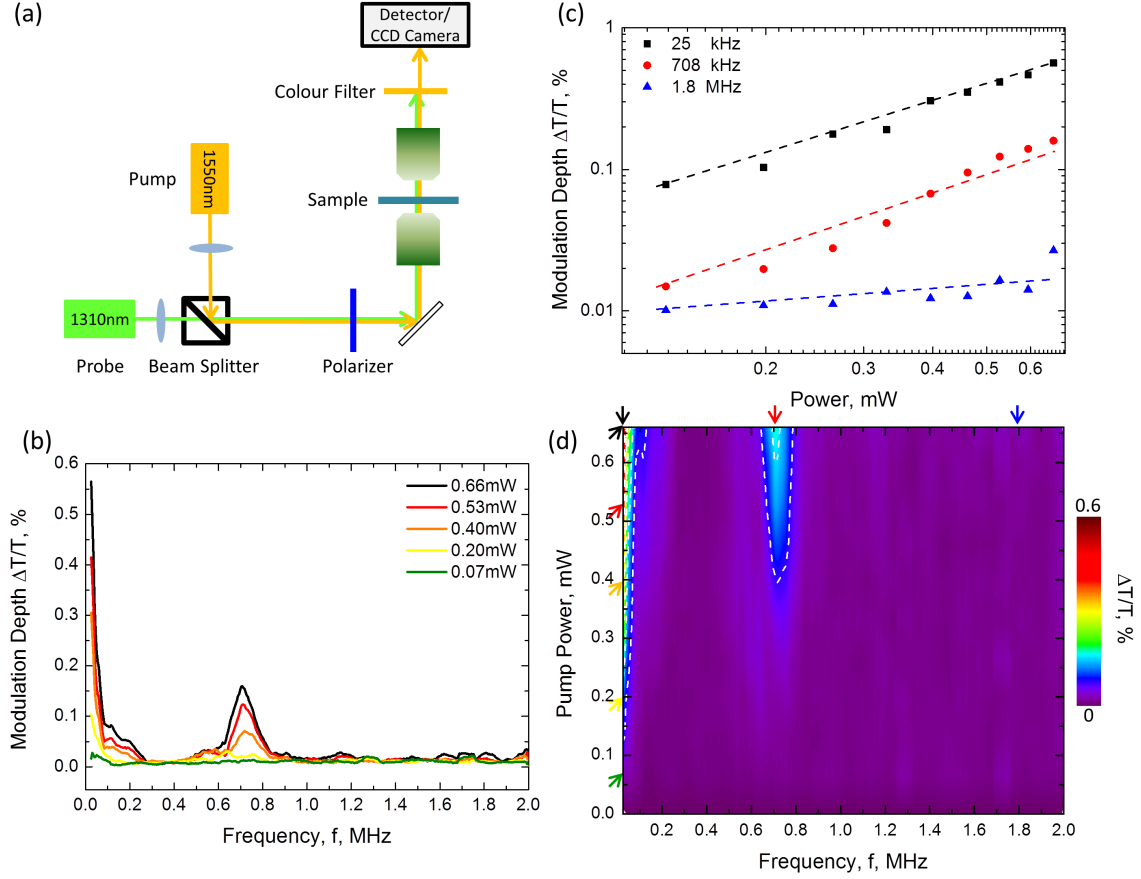 (a)
Detector/
CCD Camera
Colour Filter
Pump
1550nm
Sample
1310nm
Probe
Beam Splitter
Polarizer
(b)
Modulation Depth ΔT/T, %
0.6
0.5
0.4
0.3
0.2
0.1
0.0
0.66mW
0.53mW
0.40mW
0.20mW
0.07mW
0.0 0.2 0.4 0.6 0.8 1.0 1.2 1.4 1.6 1.8 2.0
Frequency, f, MHz
(c)
Modulation Depth ΔT/T, %
1
0.1
0.01
25 kHz
708 kHz
1.8 MHz
0.2 0.3 0.4 0.5 0.6
Power, mW
(d)
Pump Power, mW
0.6
0.5
0.4
0.3
0.2
0.1
0.0
0.2 0.4 0.6 0.8 1.0 1.2 1.4 1.6 1.8 2.0
Frequency, f, MHz
0.6
0
ΔT/T, %